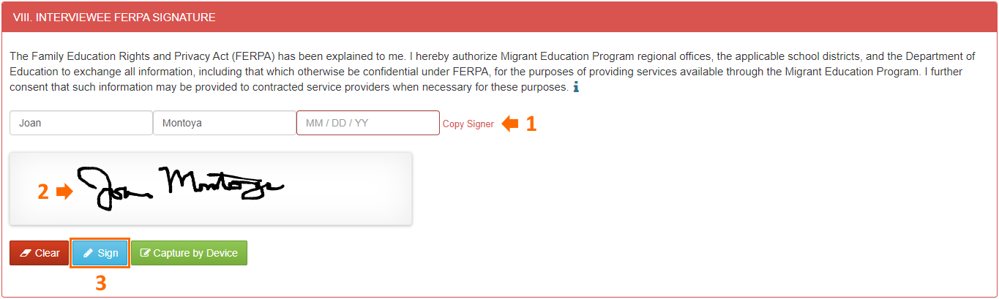 VIII. INTERVIEWEE FERPA SIGNATURE
The Family Education Rights and Privacy Act (FERPA) has been explained to me. I hereby authorize Migrant Education Program regional offices, the applicable school districts, and the Department of
Education to exchange all information, including that which otherwise be confidential under FERPA, for the purposes of providing services available through the Migrant Education Program. I further
consent that such information may be provided to contracted service providers when necessary for these purposes. i
Joan Montoya MM / DD / YY Copy Signer 1
2 Joan Montoya
Clear Sign Capture by Device
3